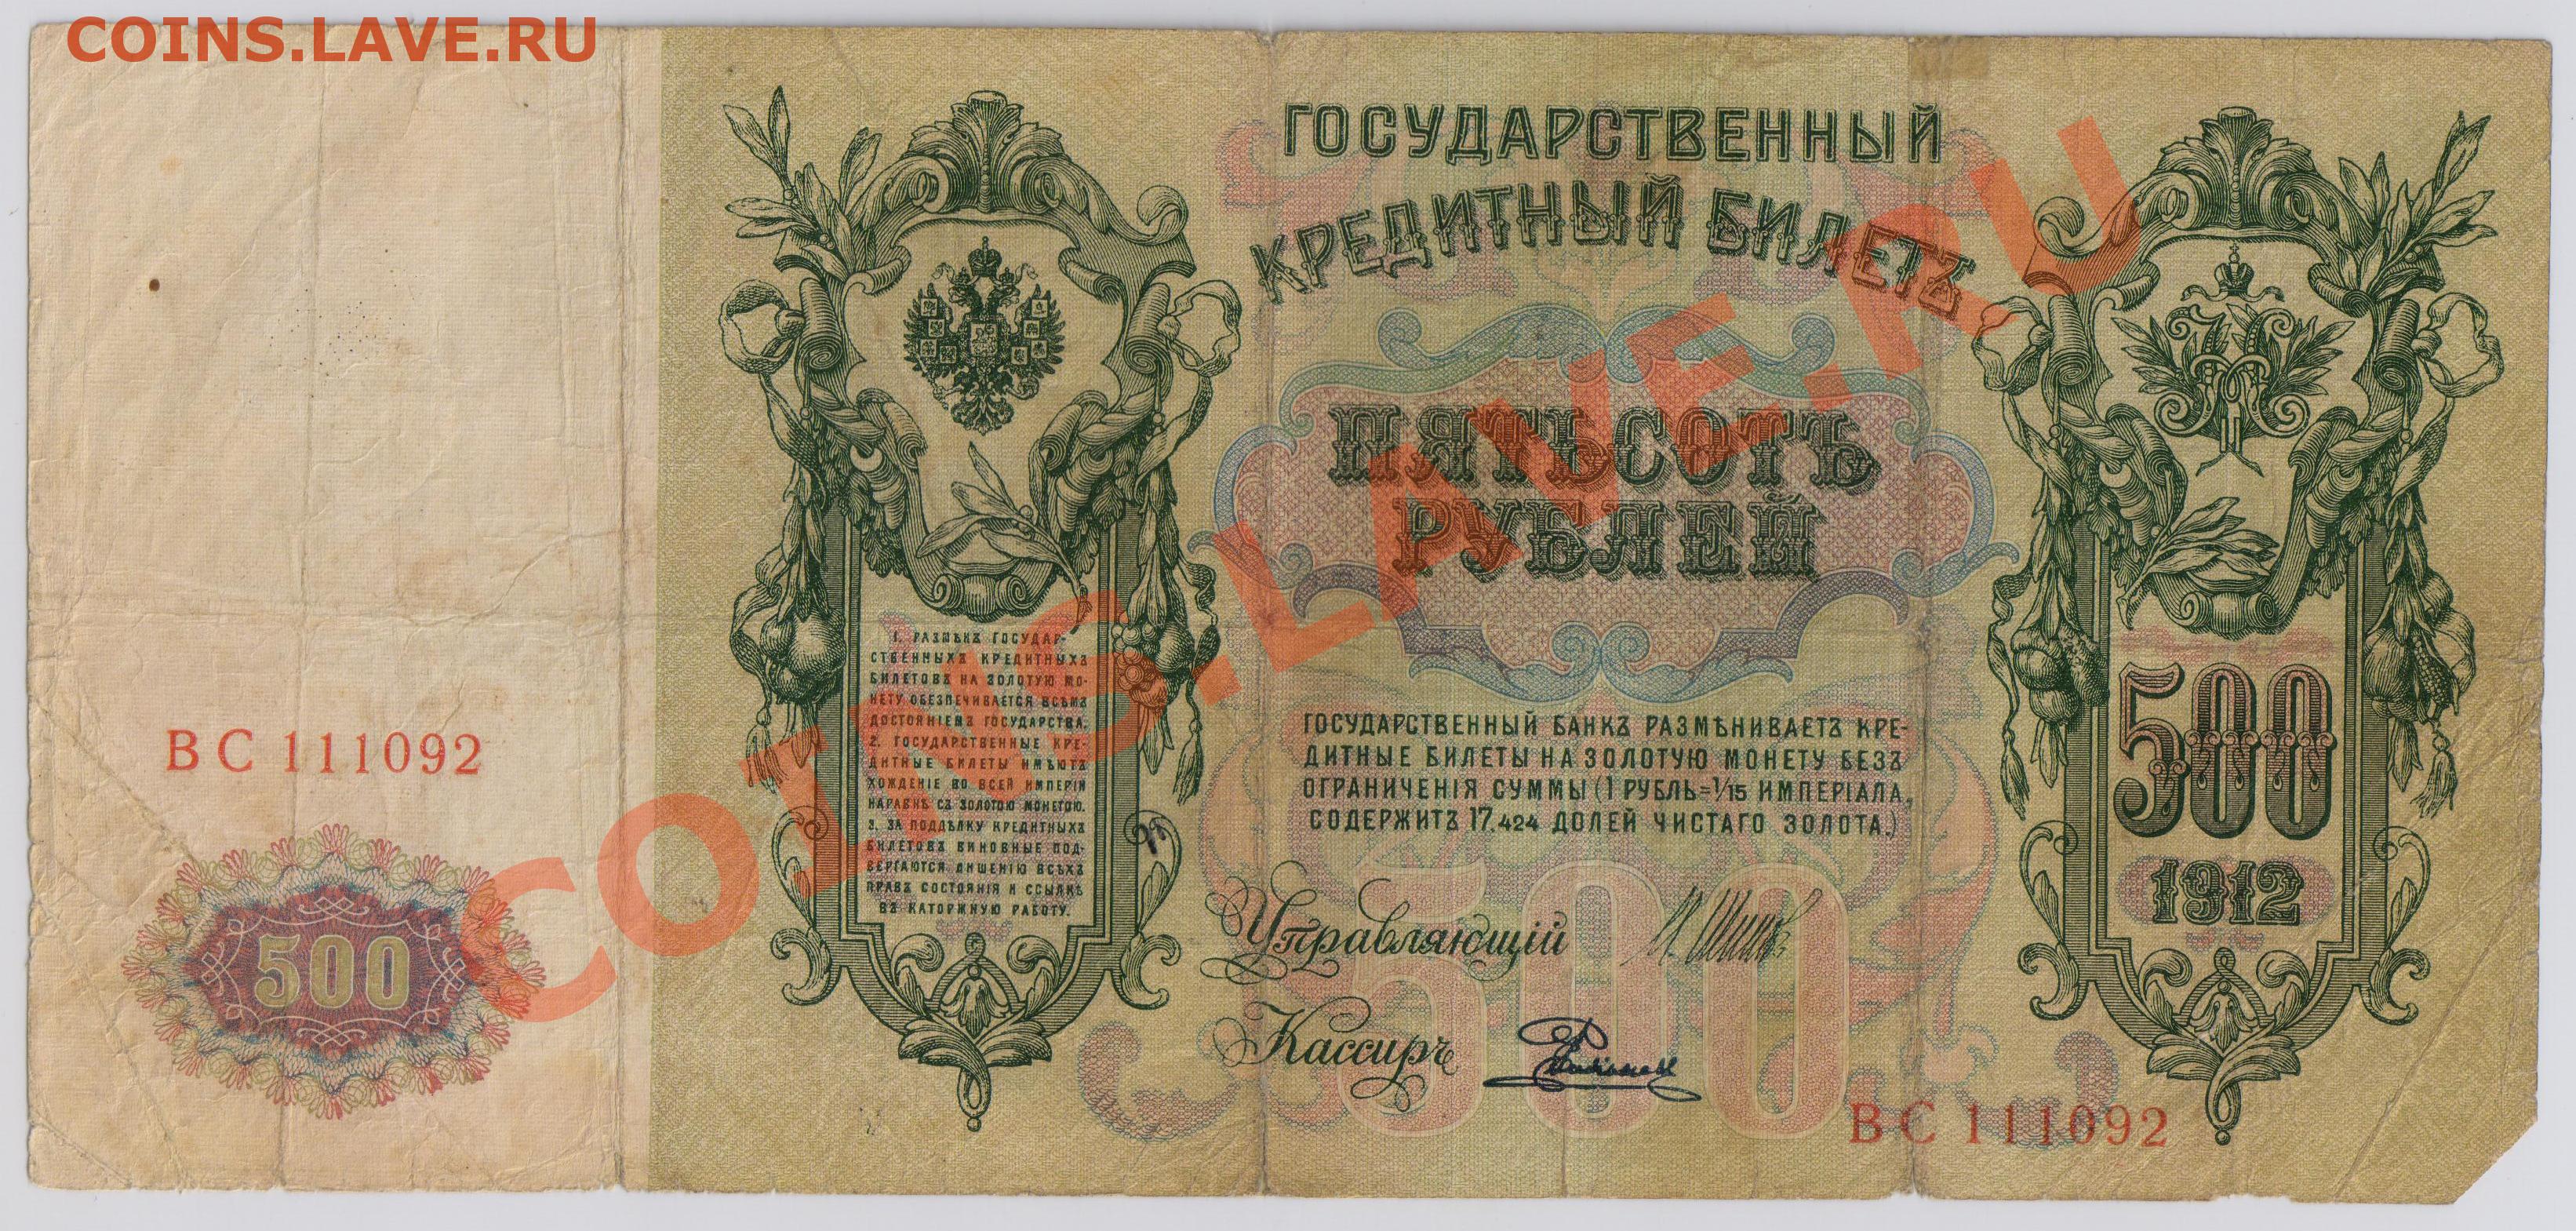 COINS.LAVE.RU
ГОСУДАРСТВЕННЫЙ
КРЕДИТНЫЙ БИЛЕТЪ
ПЯТЬСОТЪ
РУБЛЕЙ
COINS.LAVE.RU
1. РАЗМѢНЪ ГОСУДАР-
СТВЕННЫХЪ КРЕДИТНЫХЪ
БИЛЕТОВЪ НА ЗОЛОТУЮ МО-
НЕТУ ОБЕЗПЕЧИВАЕТСЯ ВСѢМЪ
ДОСТОЯНІЕМЪ ГОСУДАРСТВА.
2. ГОСУДАРСТВЕННЫЕ КРЕ-
ДИТНЫЕ БИЛЕТЫ ИМѢЮТЪ
ХОЖДЕНІЕ ВО ВСЕЙ ИМПЕРІИ
НАРАВНѢ СЪ ЗОЛОТОЮ МОНЕТОЮ.
3. ЗА ПОДДѢЛКУ КРЕДИТНЫХЪ
БИЛЕТОВЪ ВИНОВНЫЕ ПОД-
ВЕРГАЮТСЯ ЛИШЕНІЮ ВСѢХЪ
ПРАВЪ СОСТОЯНІЯ И ССЫЛКѢ
ВЪ КАТОРЖНУЮ РАБОТУ.
ГОСУДАРСТВЕННЫЙ БАНКЪ РАЗМѢНИВАЕТЪ КРЕ-
ДИТНЫЕ БИЛЕТЫ НА ЗОЛОТУЮ МОНЕТУ БЕЗЪ
ОГРАНИЧЕНІЯ СУММЫ (1 РУБЛЬ=1/15 ИМПЕРІАЛА,
СОДЕРЖИТЪ 17,424 ДОЛЕЙ ЧИСТАГО ЗОЛОТА.)
500
1912
ВС 111092
500
Управляющій
Кассиръ
500
ВС 111092